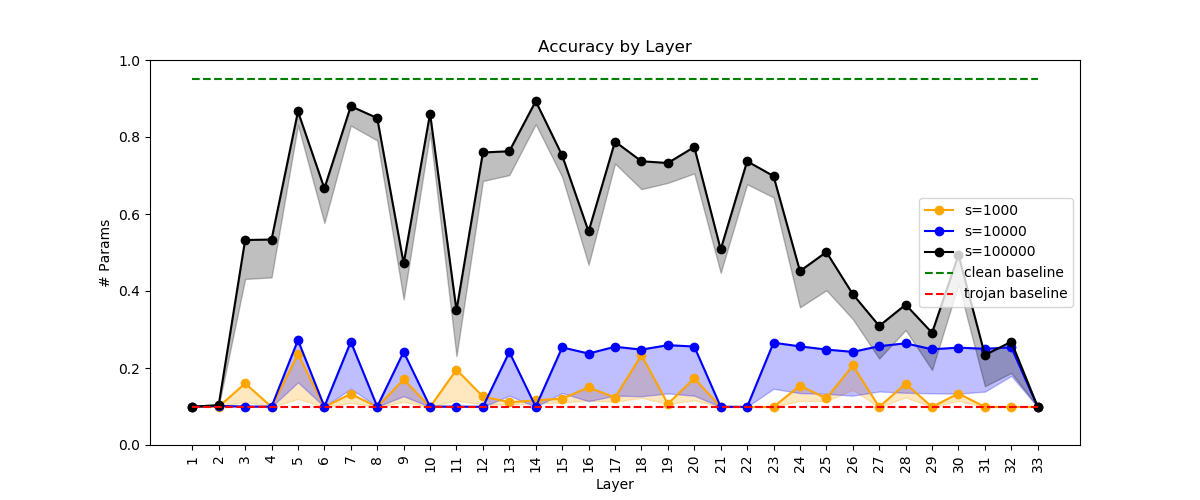 Accuracy by Layer
1.0
0.8
0.6
0.4
0.2
0.0
# Params
s=1000
s=10000
s=100000
clean baseline
trojan baseline
1 2 3 4 5 6 7 8 9 10 11 12 13 14 15 16 17 18 19 20 21 22 23 24 25 26 27 28 29 30 31 32 33
Layer